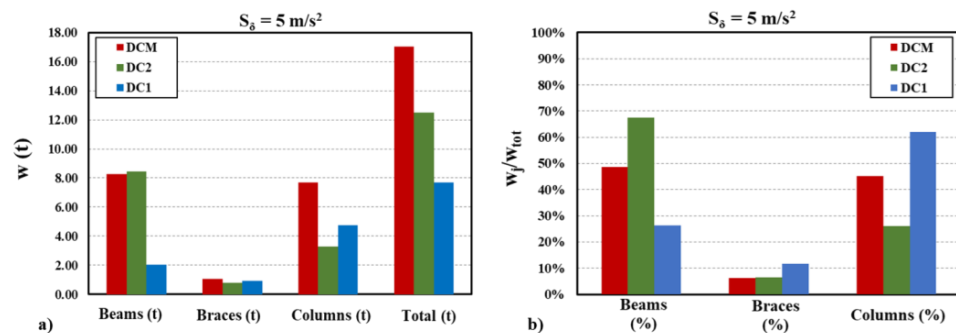 S₈ = 5 m/s²
18.00
16.00
14.00
12.00
10.00
8.00
6.00
4.00
2.00
0.00
w (t)
DCM
DC2
DC1
Beams (t) Braces (t) Columns (t) Total (t)
a)
S₈ = 5 m/s²
100%
90%
80%
70%
60%
50%
40%
30%
20%
10%
0%
wj/wtot
DCM
DC2
DC1
Beams (%) Braces (%) Columns (%)
b)